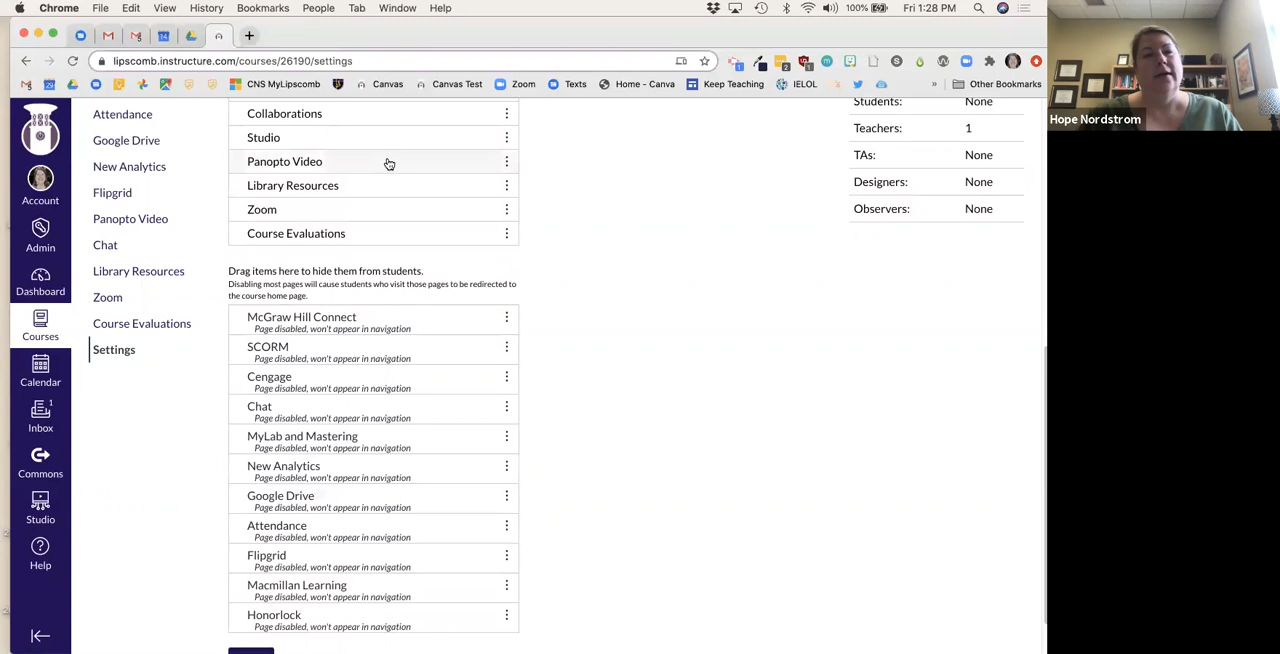 Chrome File Edit View History Bookmarks People Tab Window Help 100% Fri 1:28 PM
lipscomb.instructure.com/courses/26190/settings
CNS MyLipscomb Canvas Canvas Test Zoom Texts Home - Canva Keep Teaching IELOL » Other Bookmarks
Account
Admin
Dashboard
Courses
Calendar
1
Inbox
Commons
Studio
Help
Attendance
Google Drive
New Analytics
Flipgrid
Panopto Video
Chat
Library Resources
Zoom
Course Evaluations
Settings
Collaborations
Studio
Panopto Video
Library Resources
Zoom
Course Evaluations
Drag items here to hide them from students.
Disabling most pages will cause students who visit those pages to be redirected to
the course home page.
McGraw Hill Connect
Page disabled, won't appear in navigation
SCORM
Page disabled, won't appear in navigation
Cengage
Page disabled, won't appear in navigation
Chat
Page disabled, won't appear in navigation
MyLab and Mastering
Page disabled, won't appear in navigation
New Analytics
Page disabled, won't appear in navigation
Google Drive
Page disabled, won't appear in navigation
Attendance
Page disabled, won't appear in navigation
Flipgrid
Page disabled, won't appear in navigation
Macmillan Learning
Page disabled, won't appear in navigation
Honorlock
Page disabled, won't appear in navigation
Students: None
Teachers: 1
TAs: None
Designers: None
Observers: None
Hope Nordstrom